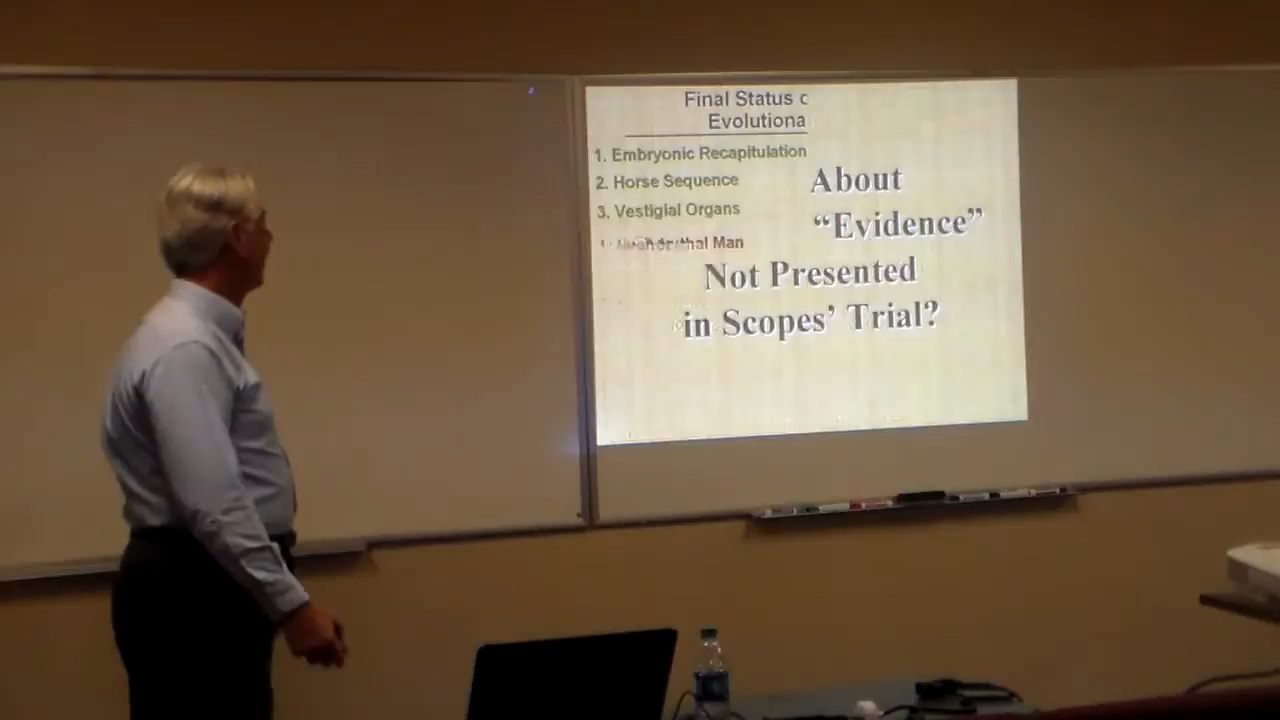 Final Status o
Evolutiona
1. Embryonic Recapitulation
2. Horse Sequence
3. Vestigial Organs
Man
About
“Evidence”
Not Presented
in Scopes’ Trial?